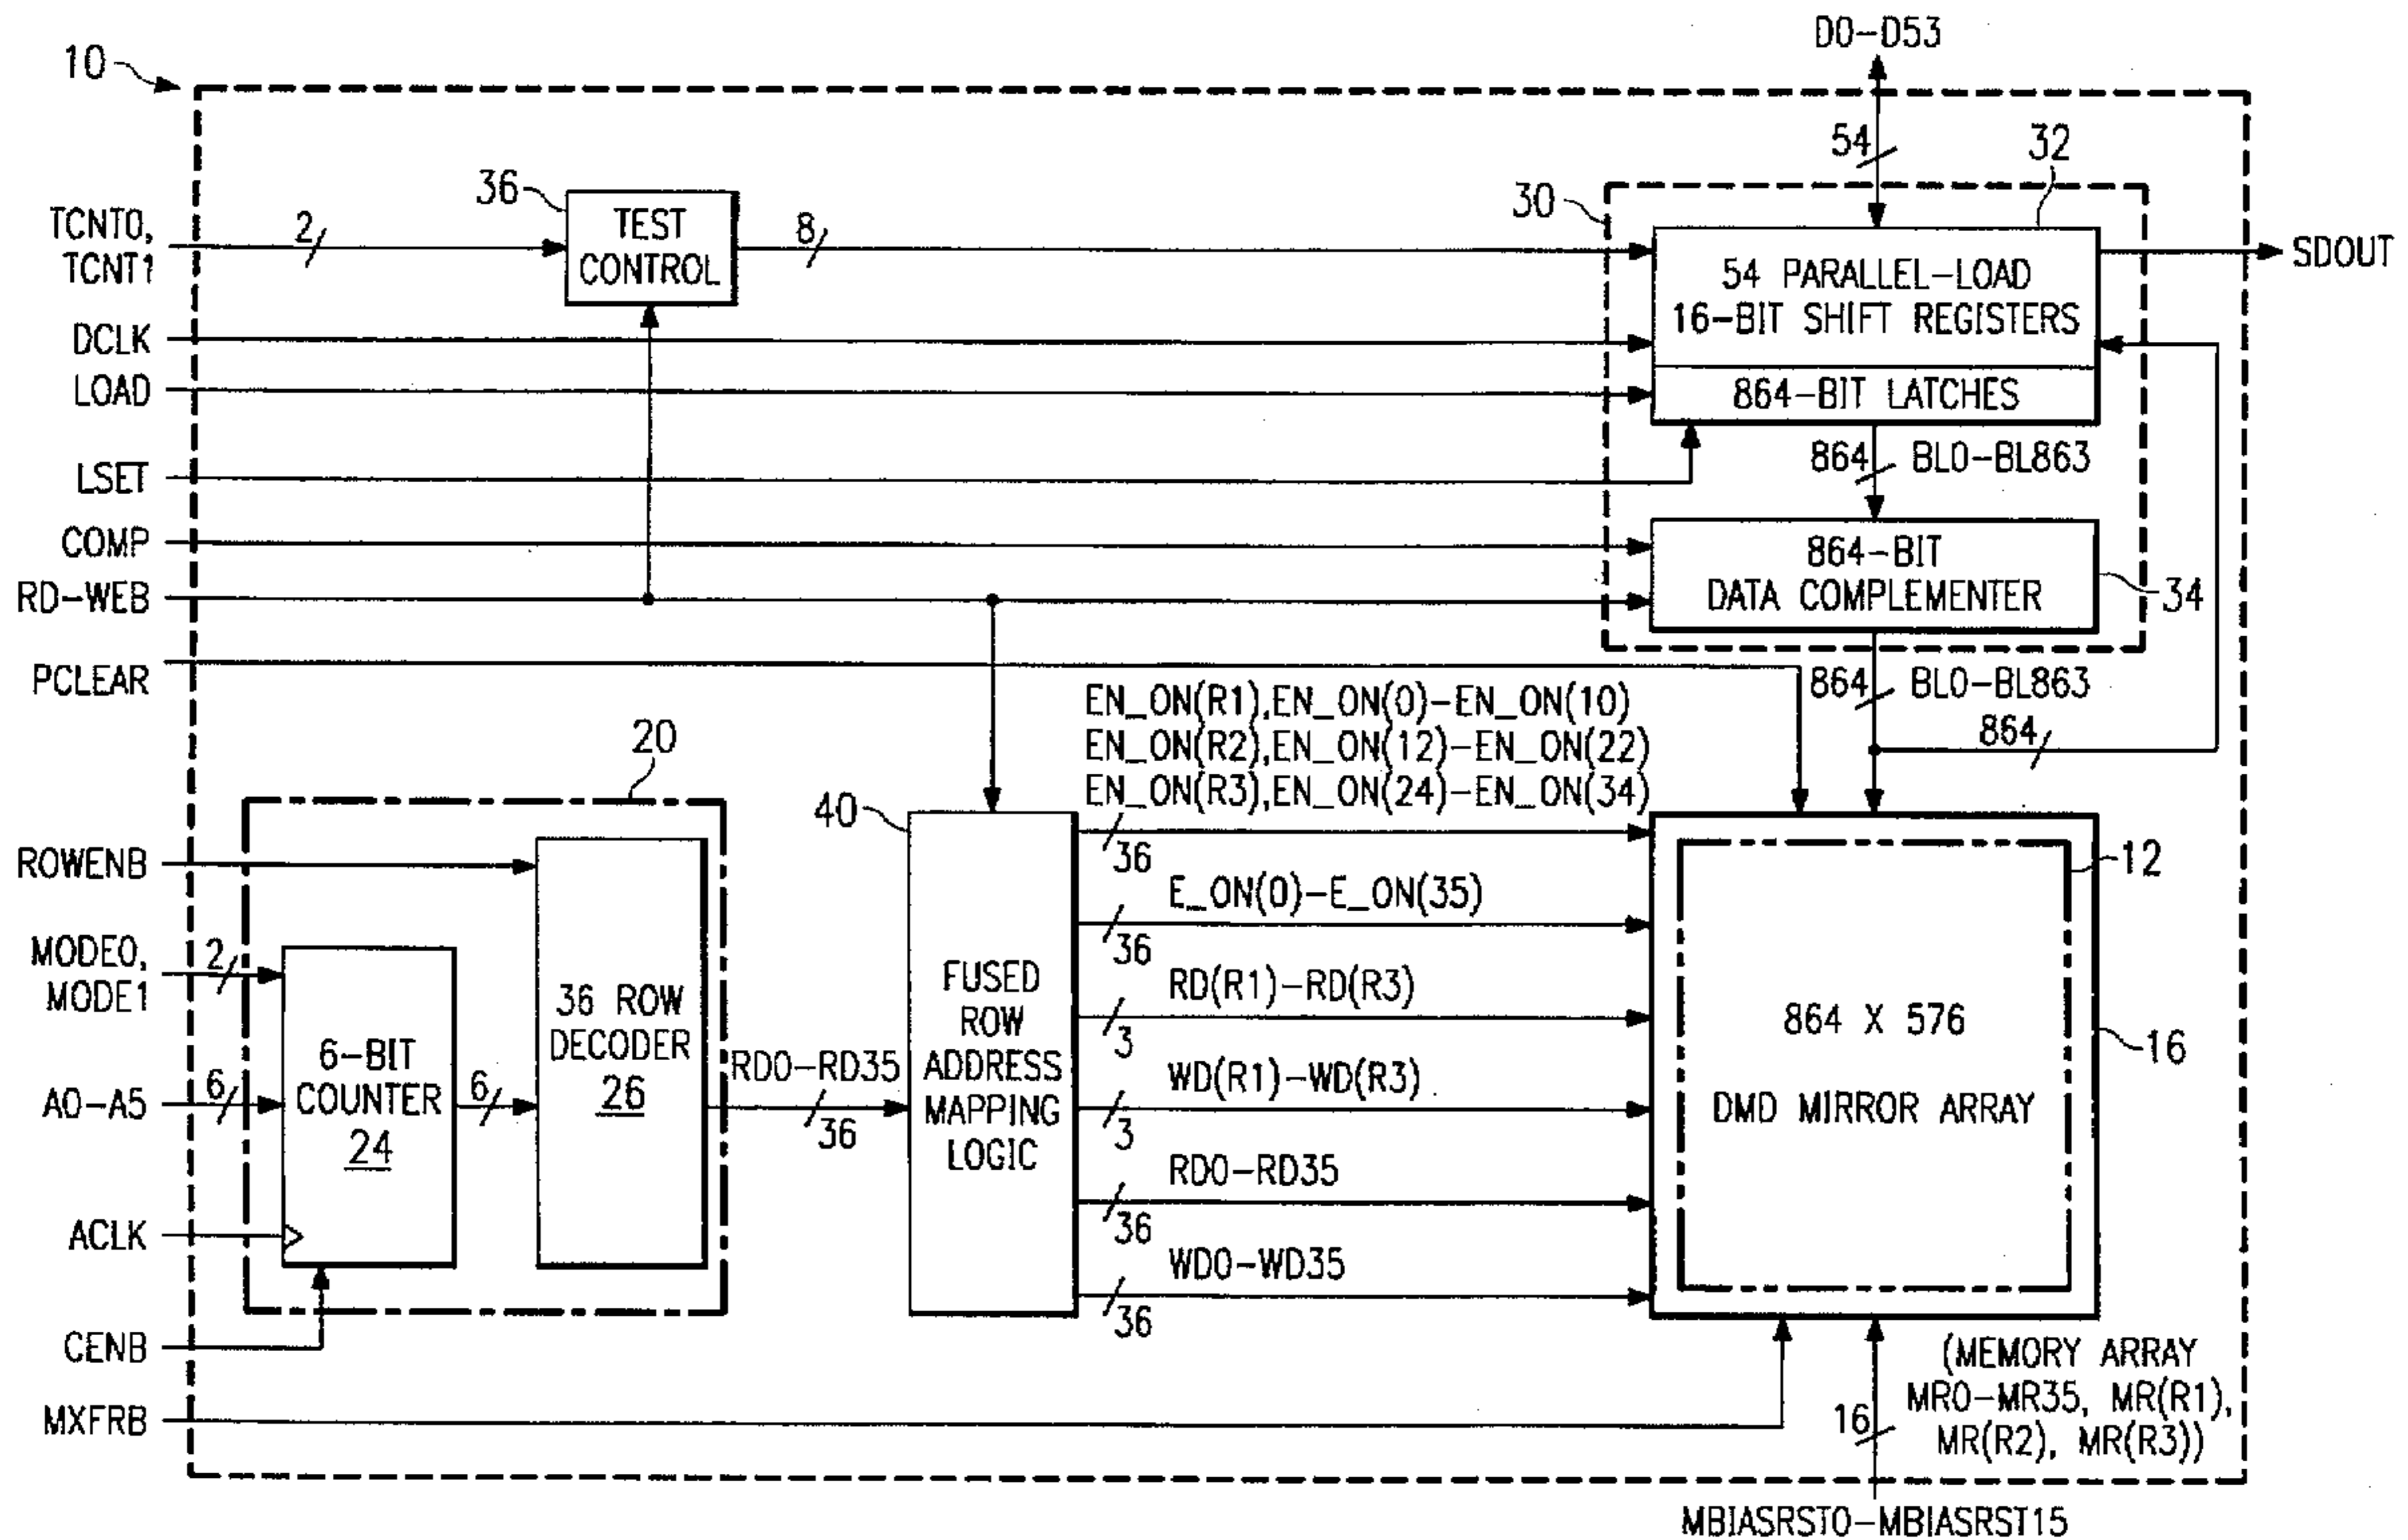 D0-D53
10
54
32
36
30
TCNT0,
TCNT1
2
TEST
CONTROL
8
54 PARALLEL-LOAD
16-BIT SHIFT REGISTERS
SDOUT
DCLK
LOAD
864-BIT LATCHES
LSET
864
BL0-BL863
COMP
864-BIT
DATA COMPLEMENTER
34
RD-WEB
PCLEAR
864
BL0-BL863
864
EN_ON(R1),EN_ON(0)-EN_ON(10)
EN_ON(R2),EN_ON(12)-EN_ON(22)
EN_ON(R3),EN_ON(24)-EN_ON(34)
20
40
36
12
ROWENB
E_ON(0)-E_ON(35)
36
MODE0,
MODE1
2
36 ROW
DECODER
26
FUSED
ROW
ADDRESS
MAPPING
LOGIC
RD(R1)-RD(R3)
3
864 X 576
DMD MIRROR ARRAY
16
6-BIT
COUNTER
24
A0-A5
6
6
RD0-RD35
36
WD(R1)-WD(R3)
3
RD0-RD35
36
ACLK
WD0-WD35
36
CENB
MXFRB
16
(MEMORY ARRAY
MR0-MR35, MR(R1),
MR(R2), MR(R3))
MBIASRST0-MBIASRST15